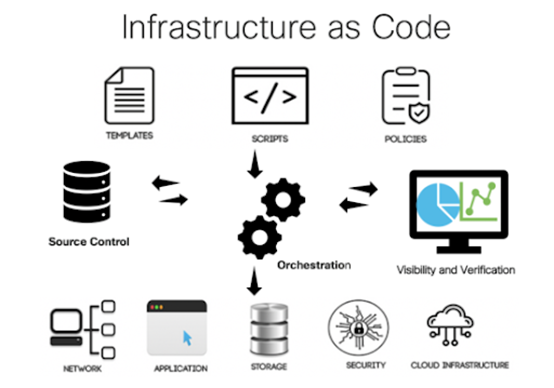 Infrastructure as Code
TEMPLATES
SCRIPTS
POLICIES
</>
Source Control
Orchestration
Visibility and Verification
NETWORK
APPLICATION
STORAGE
SECURITY
CLOUD INFRASTRUCTURE